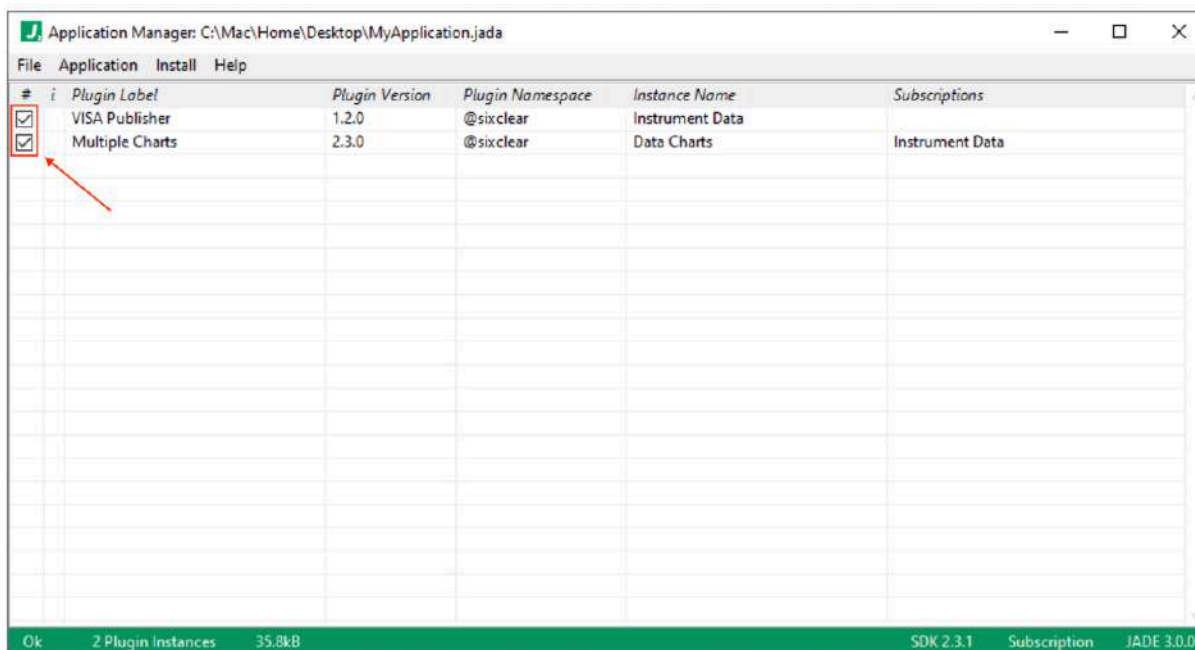 J. Application Manager: C:\Mac\Home\Desktop\MyApplication.jada
File Application Install Help
# i Plugin Label Plugin Version Plugin Namespace Instance Name Subscriptions
VISA Publisher 1.2.0 @sixclear Instrument Data
Multiple Charts 2.3.0 @sixclear Data Charts Instrument Data
Ok 2 Plugin Instances 35.8kB SDK 2.3.1 Subscription JADE 3.0.0